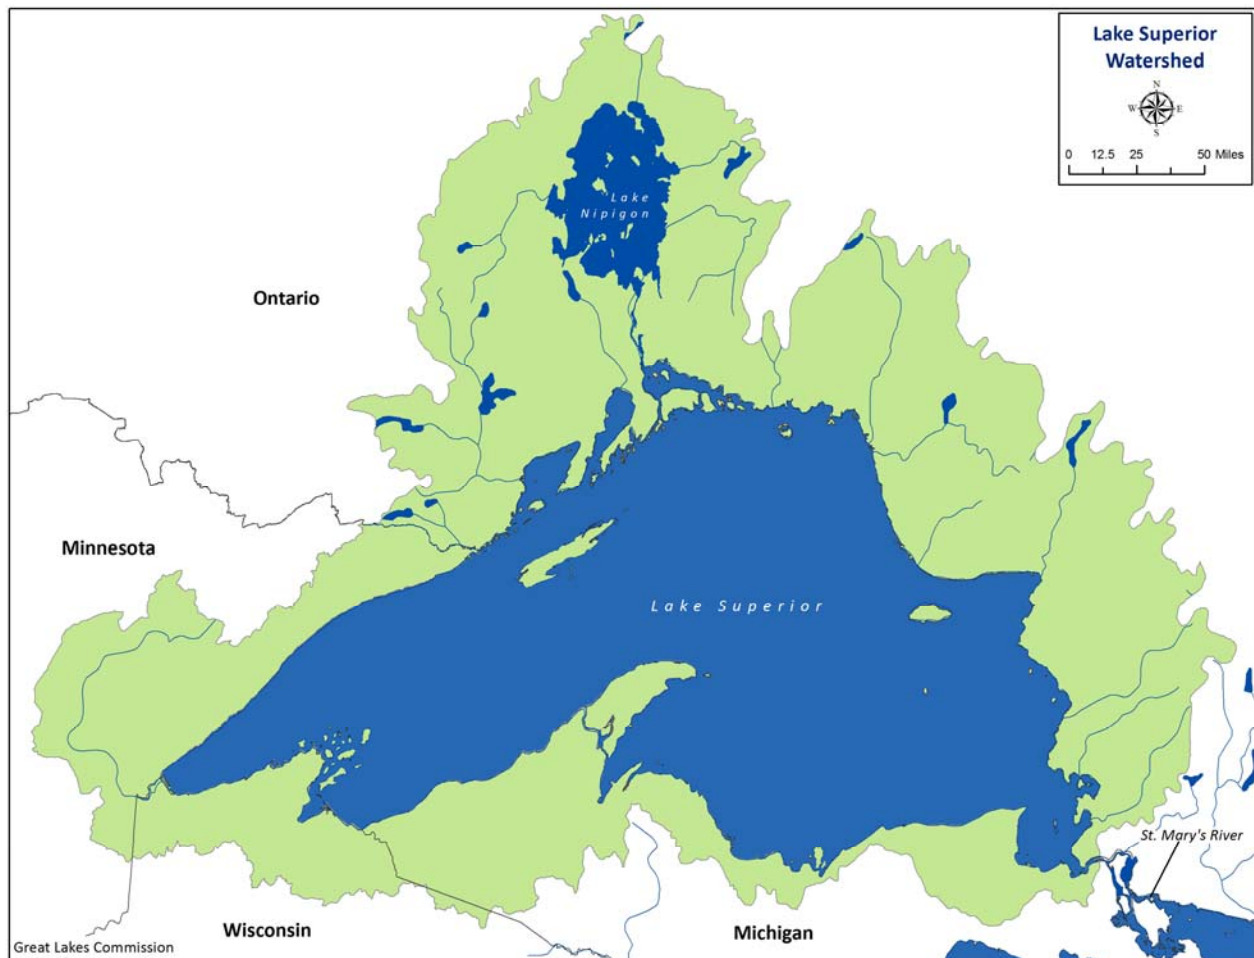 Lake Superior
Watershed
N
W E
S
0 12.5 25 50 Miles
Lake
Nipigon
Ontario
Minnesota
Lake Superior
St. Mary's River
Wisconsin
Michigan
Great Lakes Commission